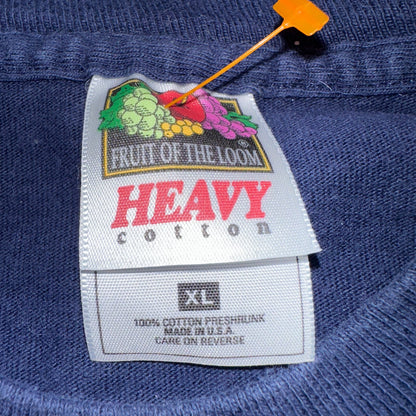 FRUIT OF THE LOOM®
HEAVY
cotton
XL
100% COTTON PRESHRUNK
MADE IN U.S.A.
CARE ON REVERSE